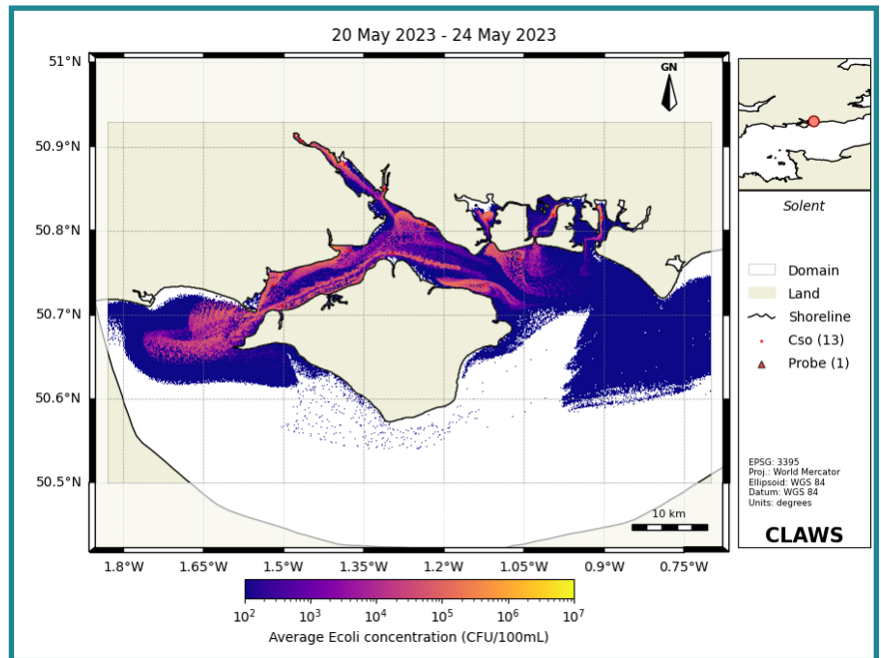 20 May 2023 - 24 May 2023
51°N
50.9°N
50.8°N
50.7°N
50.6°N
50.5°N
1.8°W 1.65°W 1.5°W 1.35°W 1.2°W 1.05°W 0.9°W 0.75°W
GN
10 km
10² 10³ 10⁴ 10⁵ 10⁶ 10⁷
Average Ecoli concentration (CFU/100mL)
Solent
Domain
Land
Shoreline
Cso (13)
Probe (1)
EPSG: 3395
Proj.: World Mercator
Ellipsoid: WGS 84
Datum: WGS 84
Units: degrees
CLAWS